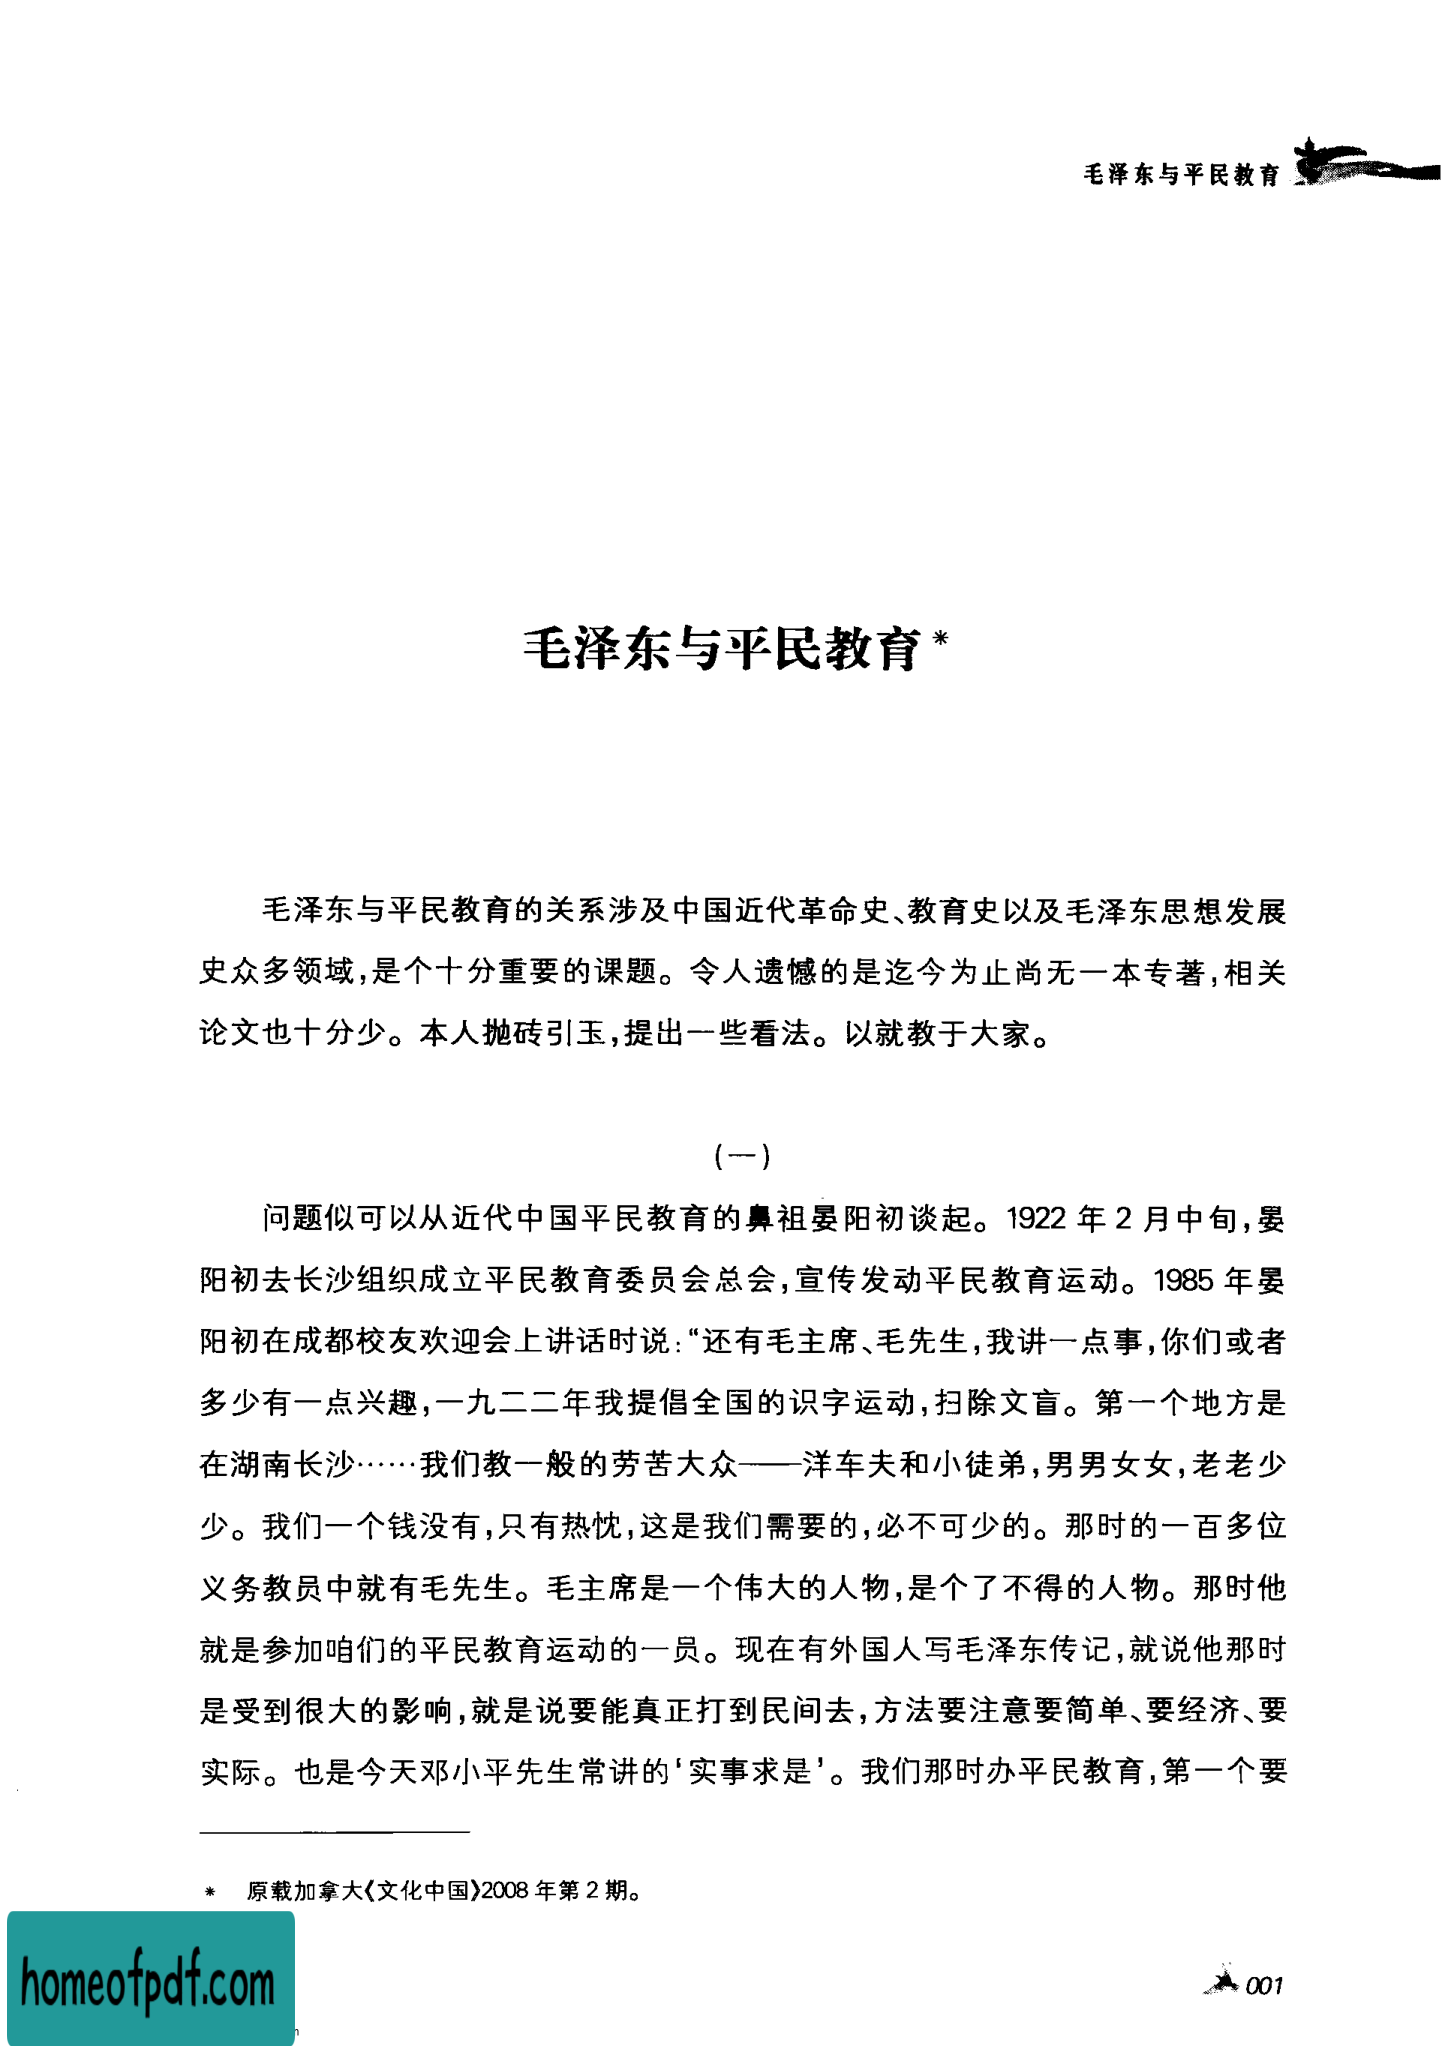 毛泽东与平民教育
毛泽东与平民教育*
毛泽东与平民教育的关系涉及中国近代革命史、教育史以及毛泽东思想发展
史众多领域,是个十分重要的课题。令人遗憾的是迄今为止尚无一本专著,相关
论文也十分少。本人抛砖引玉,提出一些看法。以就教于大家。
(一)
问题似可以从近代中国平民教育的鼻祖晏阳初谈起。1922 年 2 月中旬,晏
阳初去长沙组织成立平民教育委员会总会,宣传发动平民教育运动。1985 年晏
阳初在成都校友欢迎会上讲话时说:“还有毛主席、毛先生,我讲一点事,你们或者
多少有一点兴趣,一九二二年我提倡全国的识字运动,扫除文盲。第一个地方是
在湖南长沙……我们教一般的劳苦大众——洋车夫和小徒弟,男男女女,老老少
少。我们一个钱没有,只有热忱,这是我们需要的,必不可少的。那时的一百多位
义务教员中就有毛先生。毛主席是一个伟大的人物,是个了不得的人物。那时他
就是参加咱们的平民教育运动的一员。现在有外国人写毛泽东传记,就说他那时
是受到很大的影响,就是说要能真正打到民间去,方法要注意要简单、要经济、要
实际。也是今天邓小平先生常讲的‘实事求是’。我们那时办平民教育,第一个要
* 原载加拿大《文化中国》2008 年第 2 期。
homeofpdf.com
001